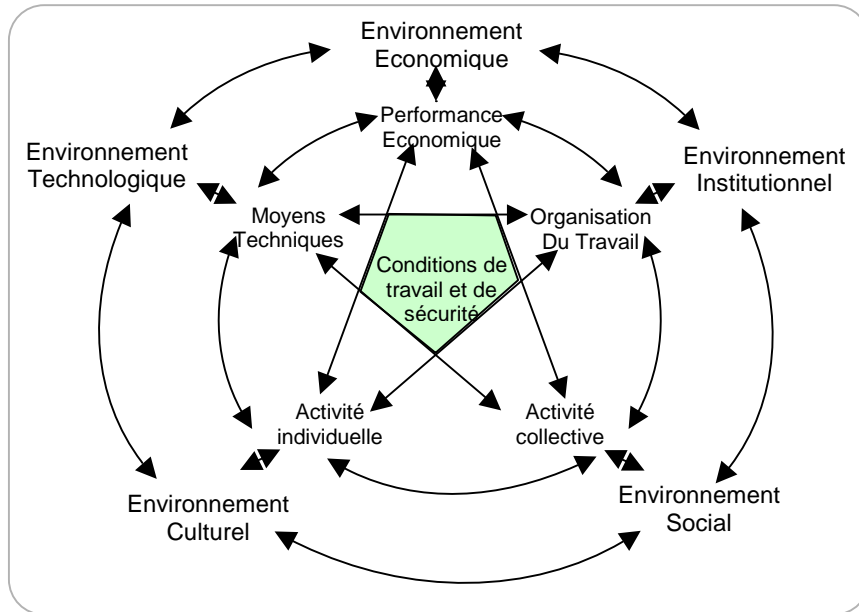 Environnement
Economique
Performance
Economique
Environnement
Technologique
Environnement
Institutionnel
Moyens
Techniques
Organisation
Du Travail
Conditions de
travail et de
sécurité
Activité
individuelle
Activité
collective
Environnement
Culturel
Environnement
Social